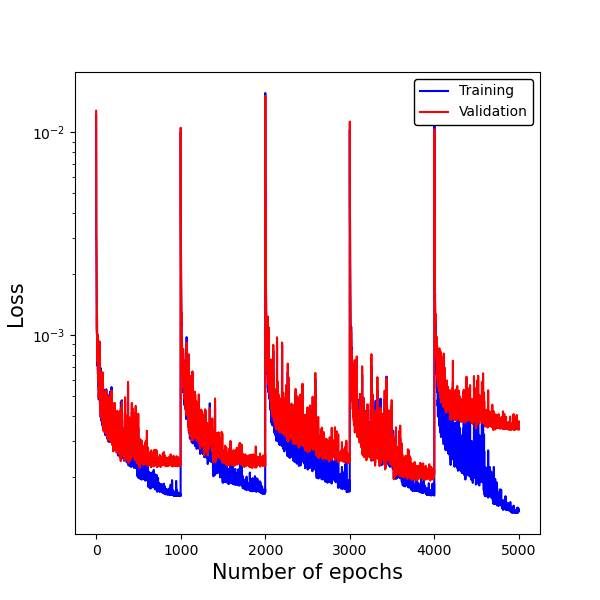 Training
Validation
10⁻²
10⁻³
Loss
0 1000 2000 3000 4000 5000
Number of epochs